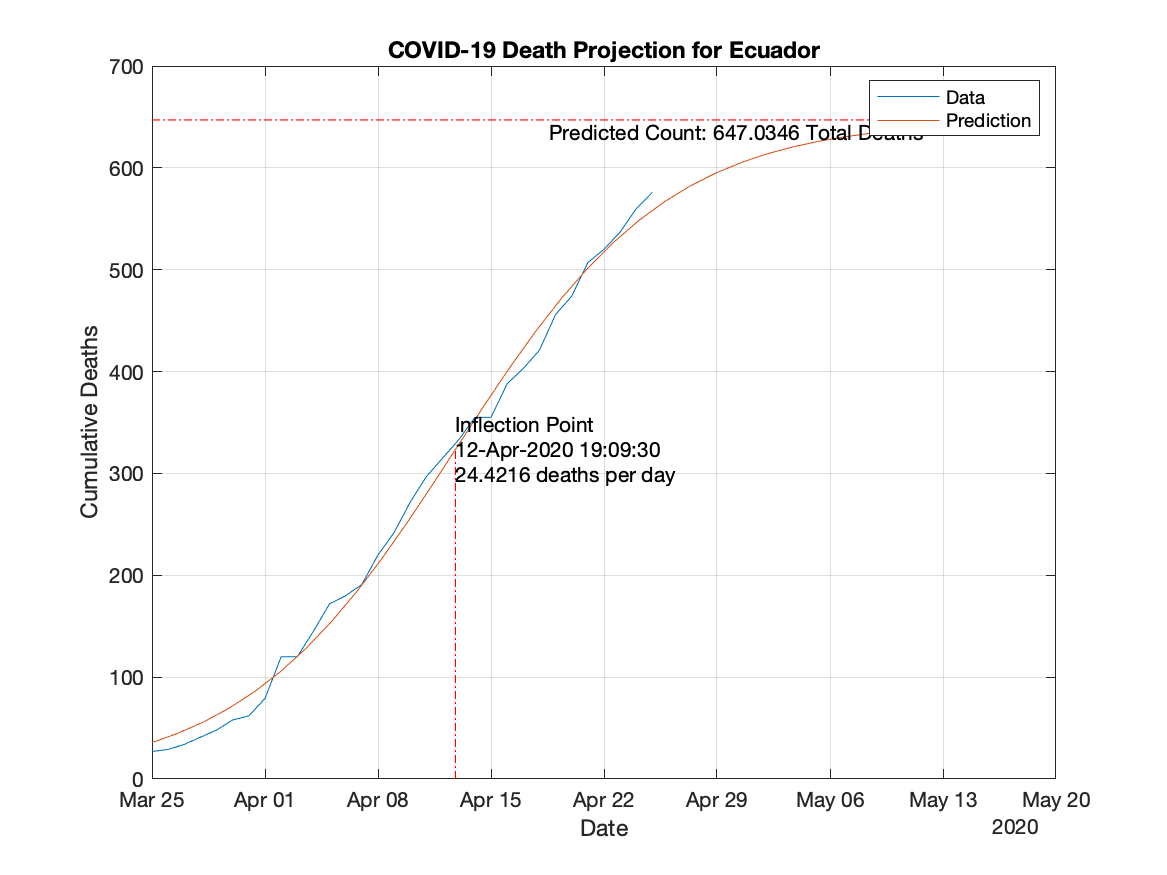 COVID-19 Death Projection for Ecuador
700
600
500
400
300
200
100
0
Cumulative Deaths
Data
Prediction
Predicted Count: 647.0346 Total Deaths
Inflection Point
12-Apr-2020 19:09:30
24.4216 deaths per day
Mar 25 Apr 01 Apr 08 Apr 15 Apr 22 Apr 29 May 06 May 13 May 20
Date
2020